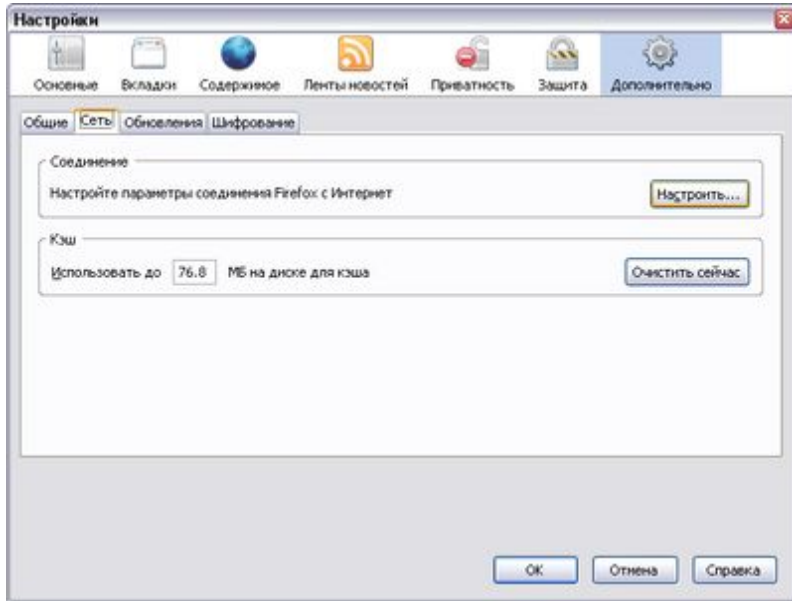 Настройки
Основные Вкладки Содержимое Ленты новостей Приватность Защита Дополнительно
Общие Сеть Обновления Шифрование
Соединение
Настройте параметры соединения Firefox с Интернет Настроить...
Кэш
Использовать до 76.8 МБ на диске для кэша Очистить сейчас
ОК Отмена Справка